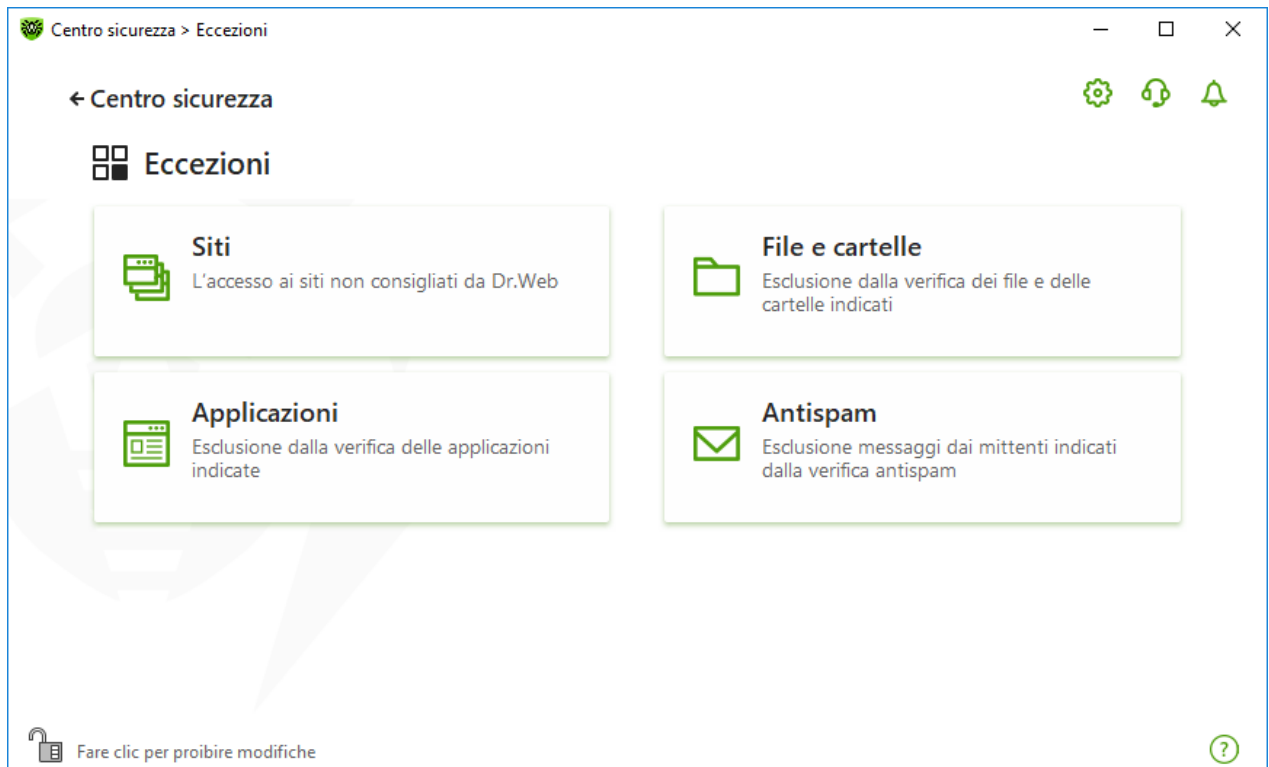 Centro sicurezza > Eccezioni
Centro sicurezza
Eccezioni
Siti
L'accesso ai siti non consigliati da Dr.Web
File e cartelle
Esclusione dalla verifica dei file e delle
cartelle indicati
Applicazioni
Esclusione dalla verifica delle applicazioni
indicate
Antispam
Esclusione messaggi dai mittenti indicati
dalla verifica antispam
Fare clic per proibire modifiche
?